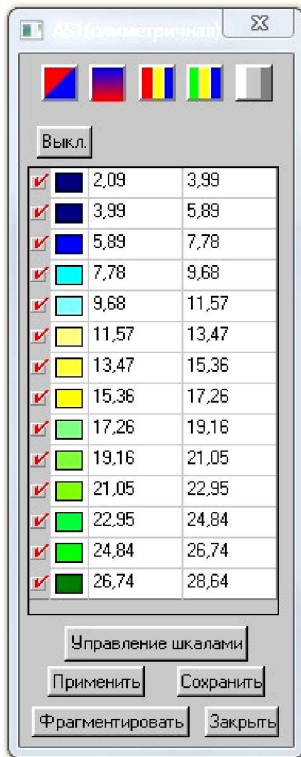 AS1(симметричная)
Выкл.
2,09 3,99
3,99 5,89
5,89 7,78
7,78 9,68
9,68 11,57
11,57 13,47
13,47 15,36
15,36 17,26
17,26 19,16
19,16 21,05
21,05 22,95
22,95 24,84
24,84 26,74
26,74 28,64
Управление шкалами
Применить Сохранить
Фрагментировать Закрыть